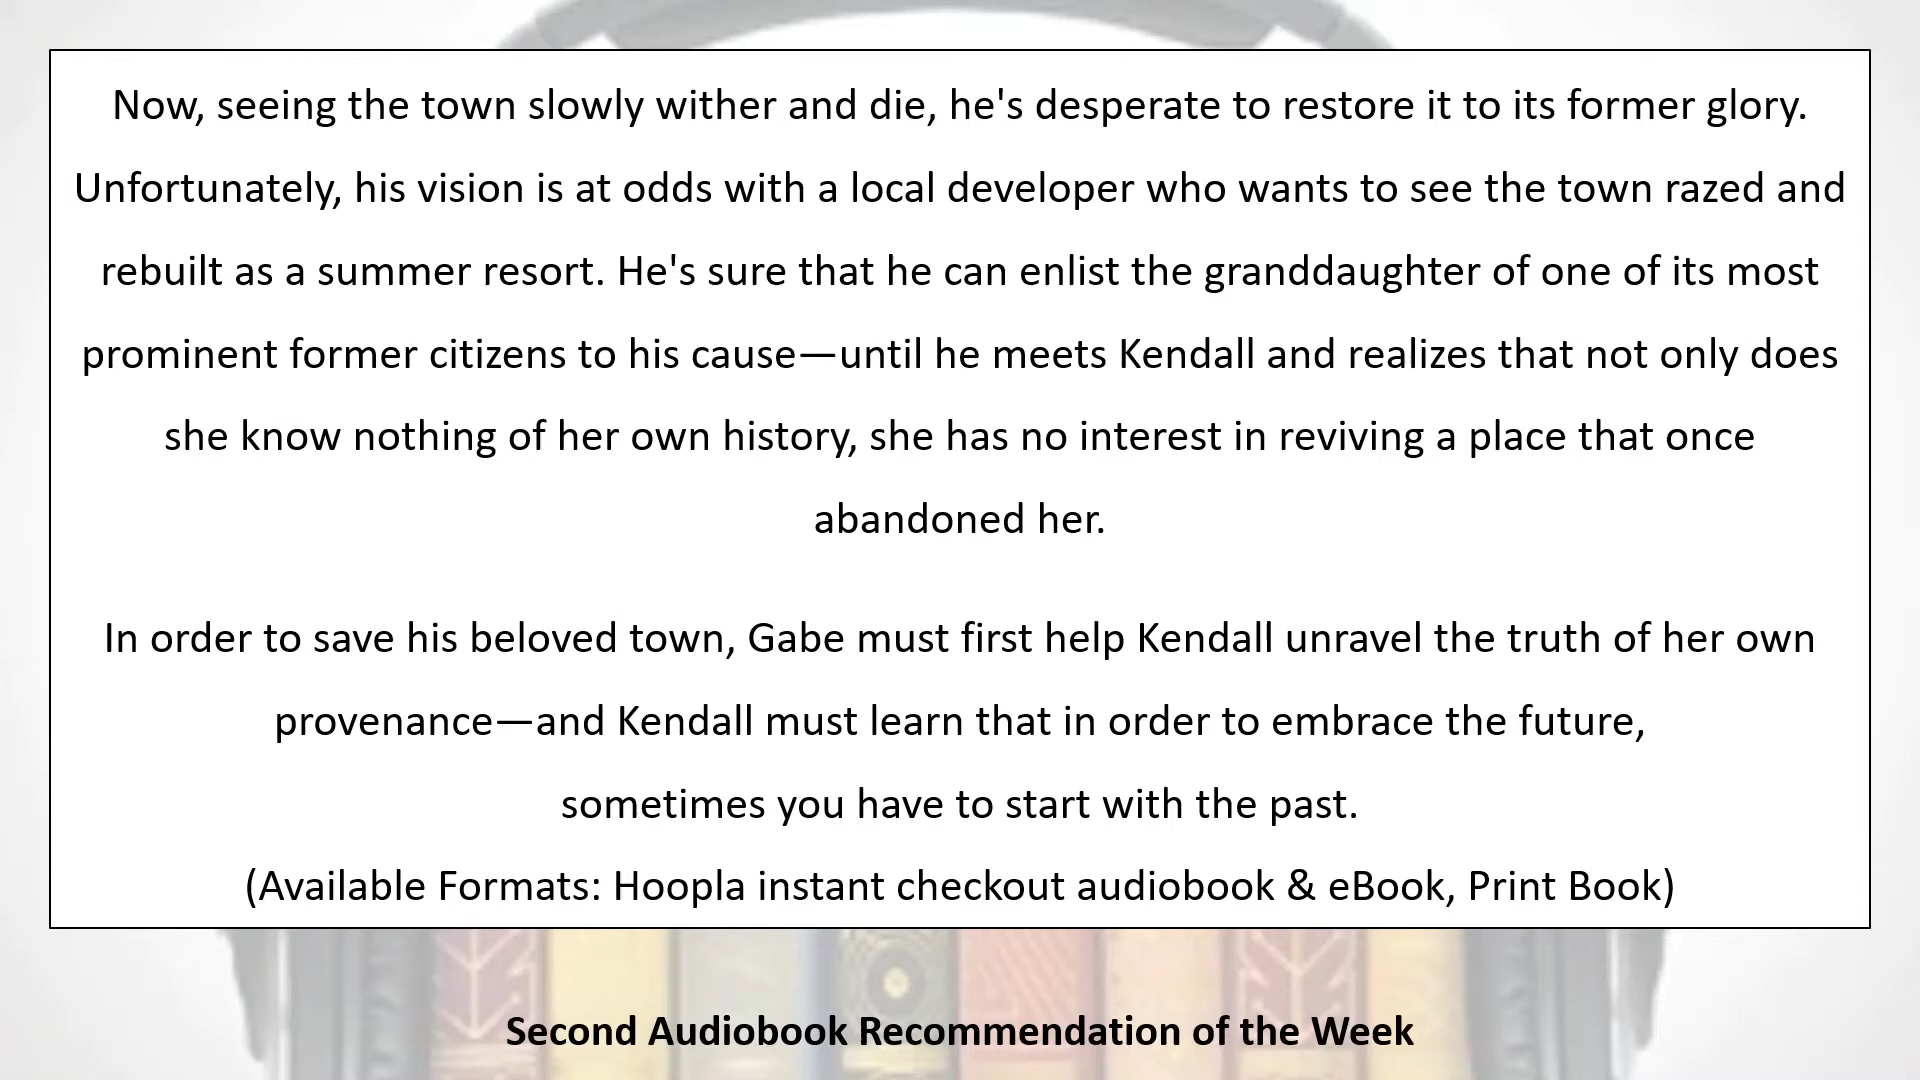 Now, seeing the town slowly wither and die, he's desperate to restore it to its former glory.
Unfortunately, his vision is at odds with a local developer who wants to see the town razed and
rebuilt as a summer resort. He's sure that he can enlist the granddaughter of one of its most
prominent former citizens to his cause—until he meets Kendall and realizes that not only does
she know nothing of her own history, she has no interest in reviving a place that once
abandoned her.
In order to save his beloved town, Gabe must first help Kendall unravel the truth of her own
provenance—and Kendall must learn that in order to embrace the future,
sometimes you have to start with the past.
(Available Formats: Hoopla instant checkout audiobook & eBook, Print Book)
Second Audiobook Recommendation of the Week